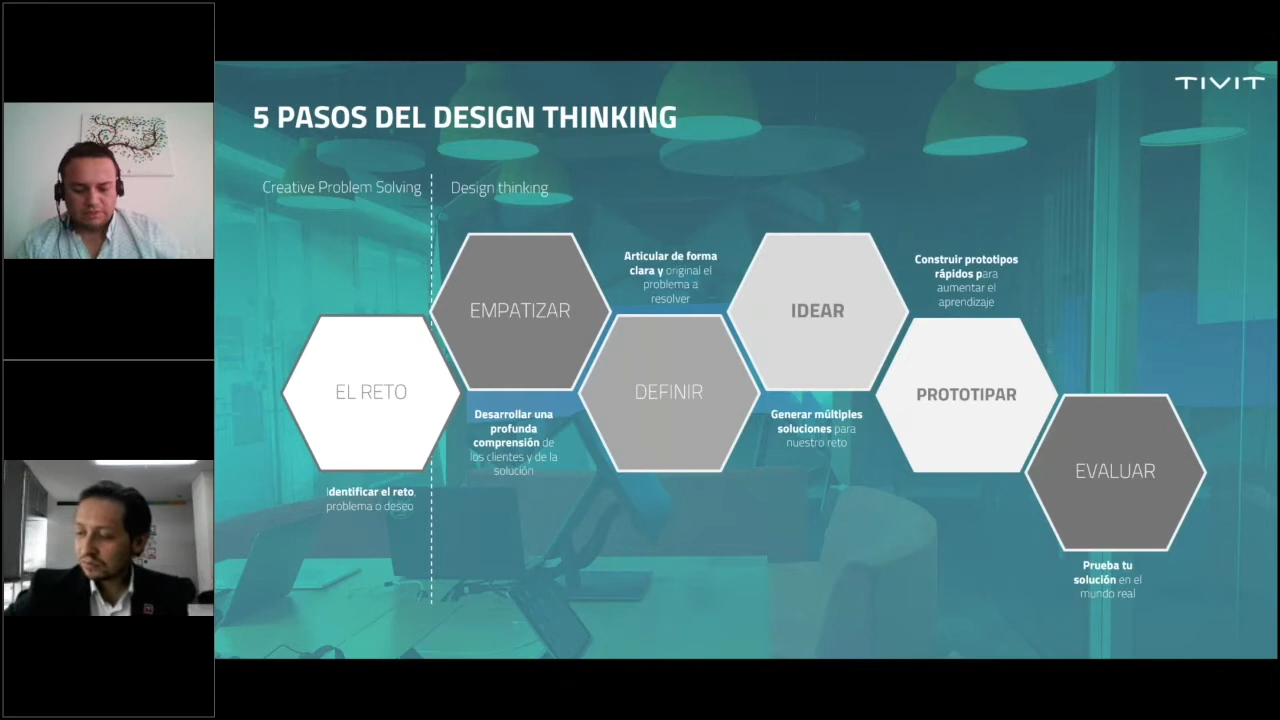 TIVIT
5 PASOS DEL DESIGN THINKING
Creative Problem Solving
Design thinking
EL RETO
Identificar el reto,
problema o deseo
EMPATIZAR
Desarrollar una
profunda
comprensión de
los clientes y de la
solución
Articular de forma
clara y original el
problema a
resolver
DEFINIR
IDEAR
Generar múltiples
soluciones para
nuestro reto
Construir prototipos
rápidos para
aumentar el
aprendizaje
PROTOTIPAR
EVALUAR
Prueba tu
solución en el
mundo real